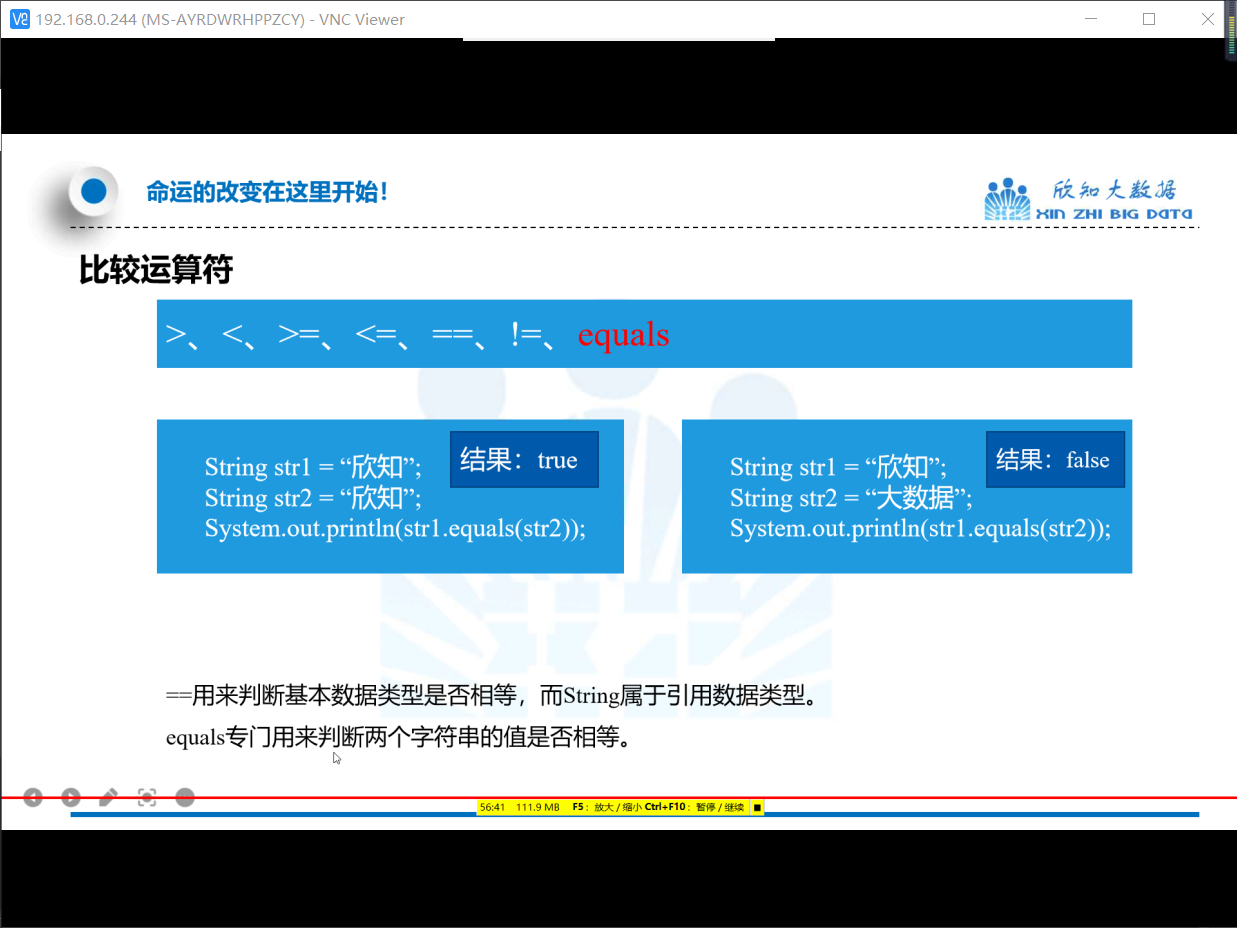 192.168.0.244 (MS-AYRDWRHPPZCY) - VNC Viewer
命运的改变在这里开始！
欣知大数据
XIN ZHI BIG DATA
比较运算符
>、<、>=、<=、==、!=、equals
String str1 = “欣知”;
String str2 = “欣知”;
System.out.println(str1.equals(str2));
结果：true
String str1 = “欣知”;
String str2 = “大数据”;
System.out.println(str1.equals(str2));
结果：false
==用来判断基本数据类型是否相等，而String属于引用数据类型。
equals专门用来判断两个字符串的值是否相等。
56:41 111.9 MB F5：放大 / 缩小 Ctrl+F10：暂停 / 继续